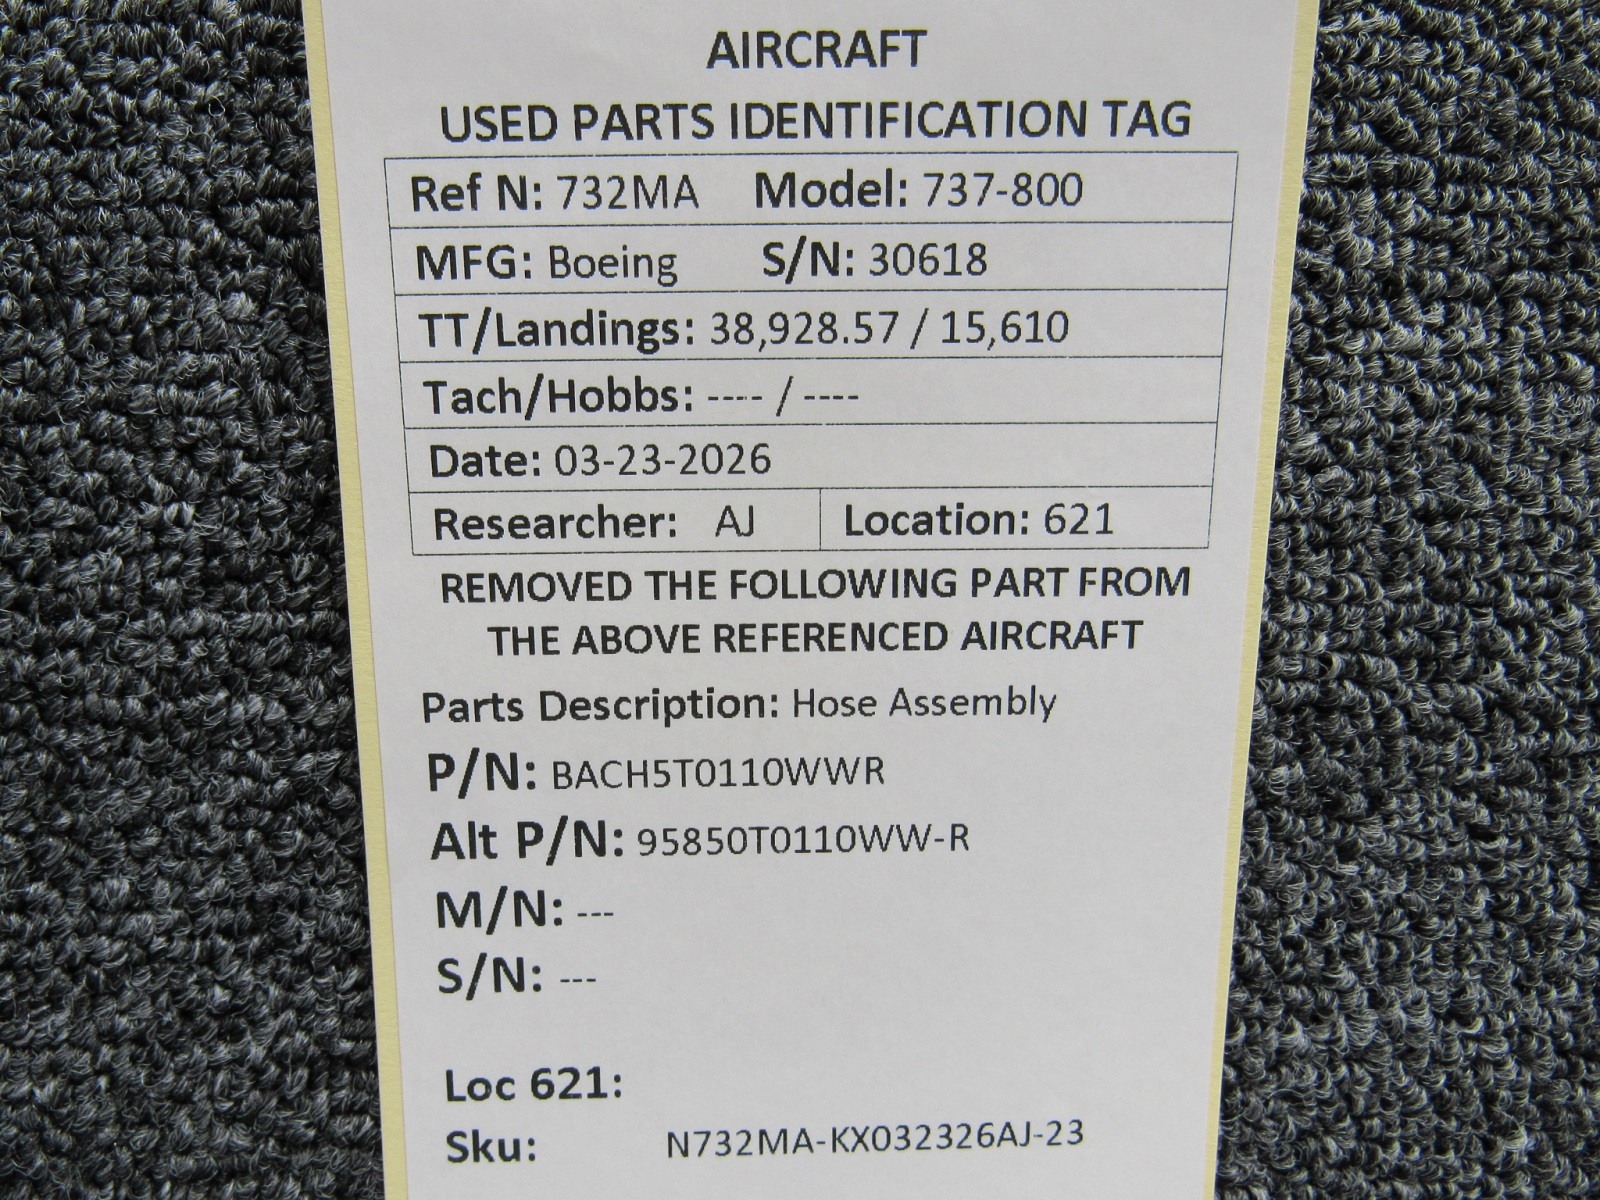 AIRCRAFT
USED PARTS IDENTIFICATION TAG
Ref N: 732MA Model: 737-800
MFG: Boeing S/N: 30618
TT/Landings: 38,928.57 / 15,610
Tach/Hobbs: ---- / ----
Date: 03-23-2026
Researcher: AJ Location: 621
REMOVED THE FOLLOWING PART FROM
THE ABOVE REFERENCED AIRCRAFT
Parts Description: Hose Assembly
P/N: BACH5T0110WWR
Alt P/N: 95850T0110WW-R
M/N: ---
S/N: ---
Loc 621:
Sku: N732MA-KX032326AJ-23